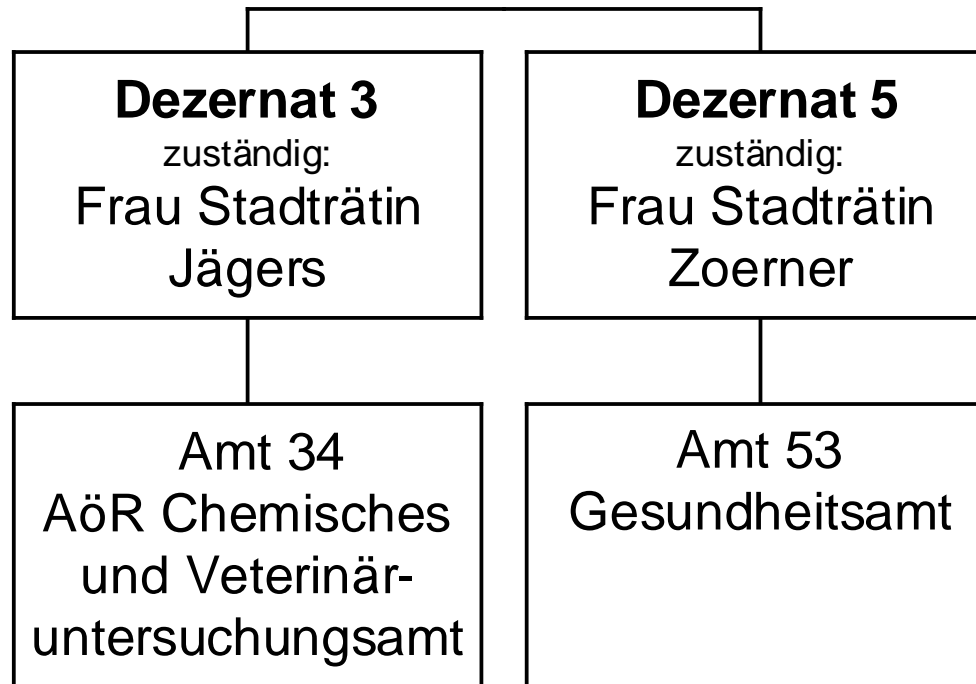 Dezernat 3
zuständig:
Frau Stadträtin
Jägers
Dezernat 5
zuständig:
Frau Stadträtin
Zoerner
Amt 34
AöR Chemisches
und Veterinär-
untersuchungsamt
Amt 53
Gesundheitsamt